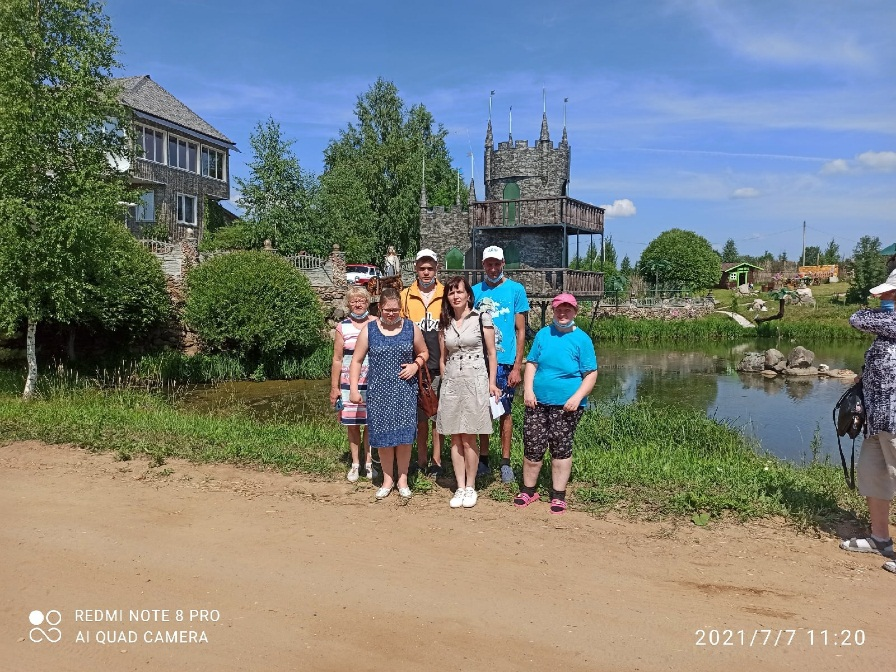 REDMI NOTE 8 PRO
AI QUAD CAMERA
2021/7/7 11:20